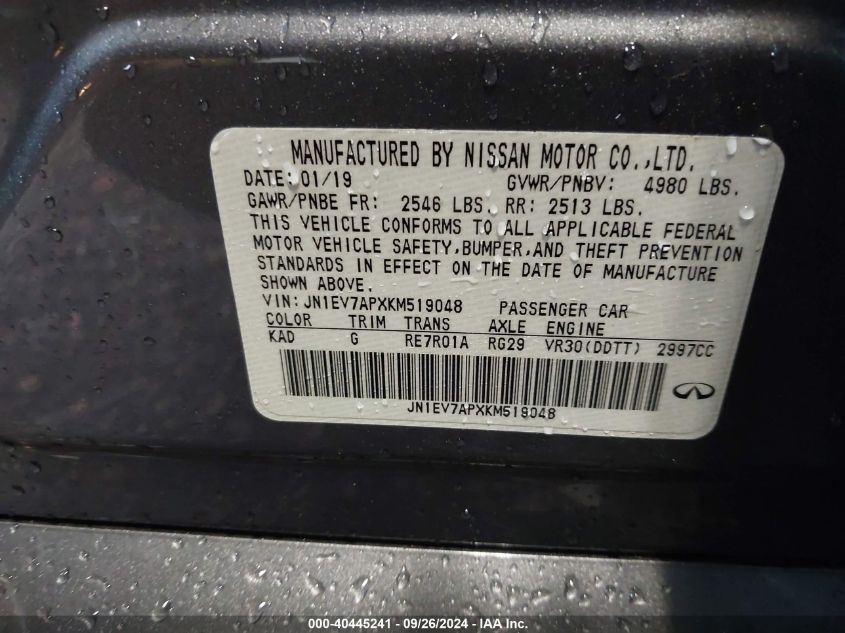 MANUFACTURED BY NISSAN MOTOR CO.,LTD.
DATE:01/19 GVWR/PNBV: 4980 LBS.
GAWR/PNBE FR: 2546 LBS. RR: 2513 LBS.
THIS VEHICLE CONFORMS TO ALL APPLICABLE FEDERAL
MOTOR VEHICLE SAFETY,BUMPER,AND THEFT PREVENTION
STANDARDS IN EFFECT ON THE DATE OF MANUFACTURE
SHOWN ABOVE.
VIN:JN1EV7APXKM519048 PASSENGER CAR
COLOR TRIM TRANS AXLE ENGINE
KAD G RE7R01A RG29 VR30(DDTT) 2997CC
JN1EV7APXKM519048
000-40445241 - 09/26/2024 - IAA Inc.